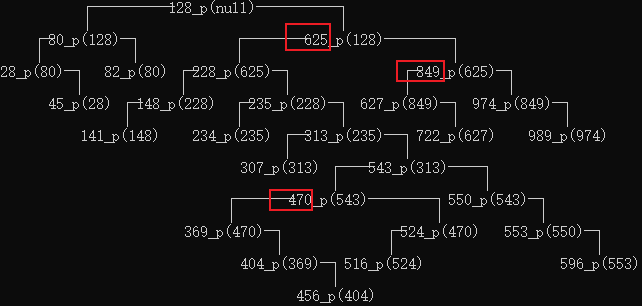 128_p(null)
80_p(128) 625_p(128)
28_p(80) 82_p(80) 228_p(625) 849_p(625)
45_p(28) 148_p(228) 235_p(228) 627(849) 974_p(849)
141_p(148) 234_p(235) 313_p(235) 722_p(627) 989_p(974)
307_p(313) 543_p(313)
470_p(543) 550_p(543)
369_p(470) 524_p(470) 553_p(550)
404_p(369) 516_p(524) 596_p(553)
456_p(404)